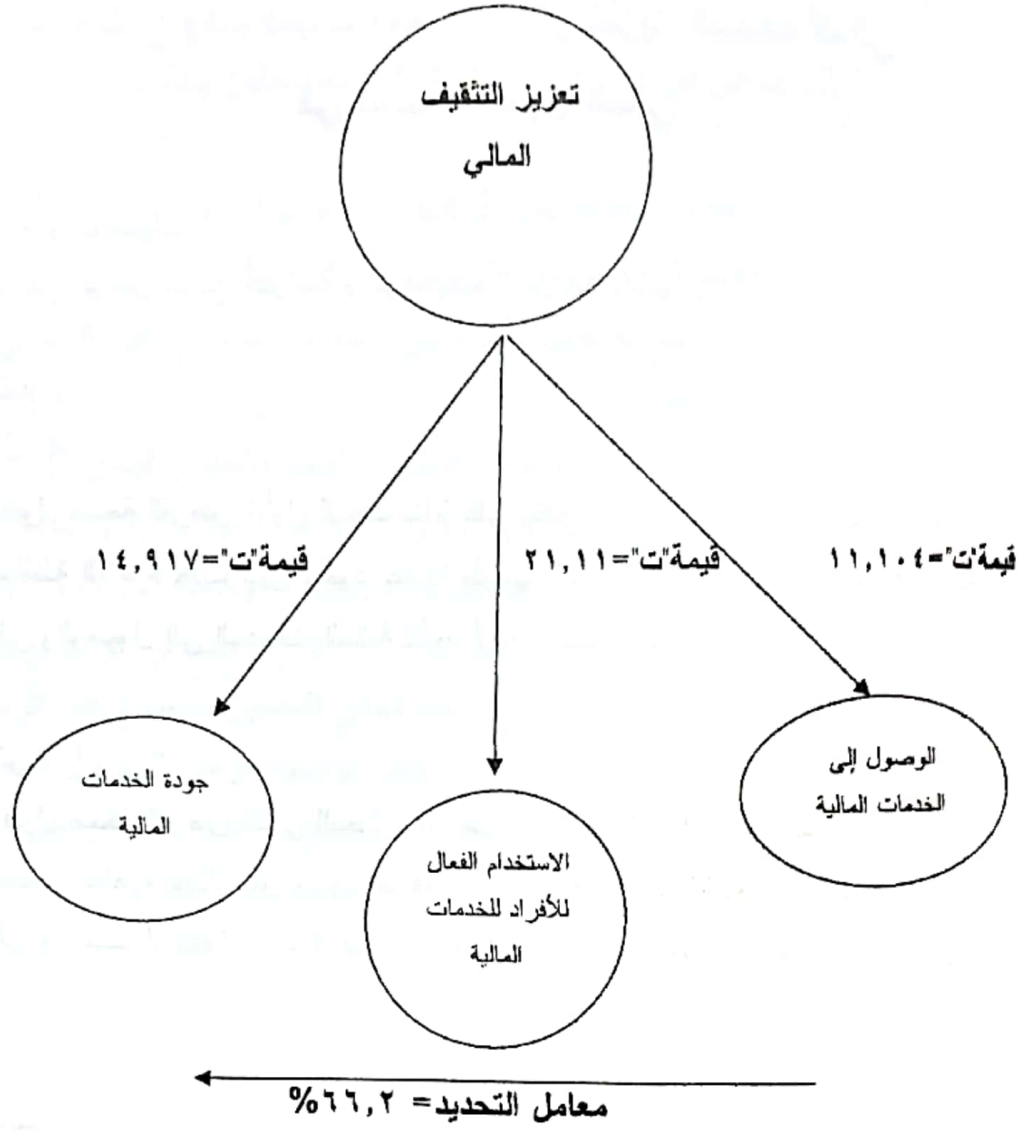 تعزيز التثقيف
المالي
قيمة"ت"=١١,١٠٤
قيمة"ت"=٢١,١١
قيمة"ت"=١٤,٩١٧
الوصول إلى
الخدمات المالية
الاستخدام الفعال
للأفراد للخدمات
المالية
جودة الخدمات
المالية
معامل التحديد= ٦٦,٢%